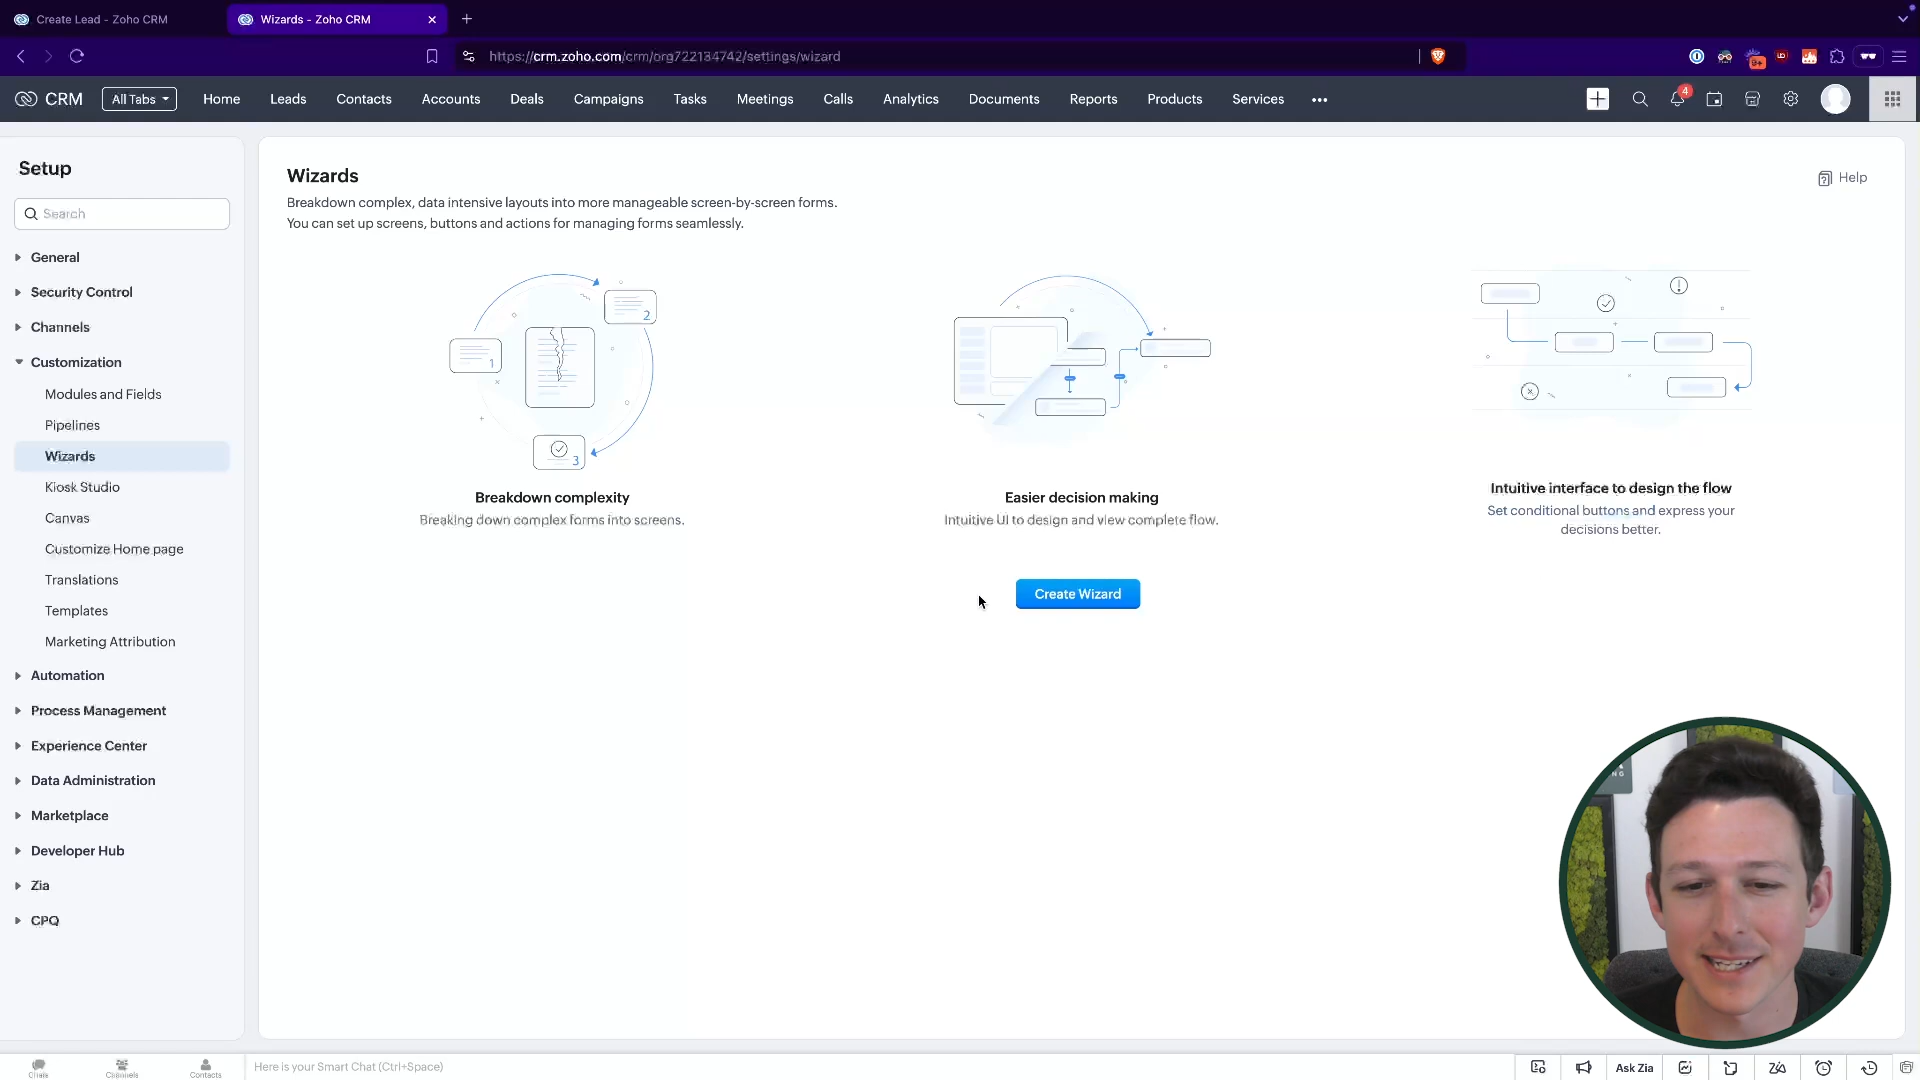 Create Lead - Zoho CRM
Wizards - Zoho CRM
https://crm.zoho.com/crm/org722134742/settings/wizard
9+
CRM
All Tabs
Home
Leads
Contacts
Accounts
Deals
Campaigns
Tasks
Meetings
Calls
Analytics
Documents
Reports
Products
Services
4
Setup
Search
General
Security Control
Channels
Customization
Modules and Fields
Pipelines
Wizards
Kiosk Studio
Canvas
Customize Home page
Translations
Templates
Marketing Attribution
Automation
Process Management
Experience Center
Data Administration
Marketplace
Developer Hub
Zia
CPQ
Wizards
Help
Breakdown complex, data intensive layouts into more manageable screen-by-screen forms.
You can set up screens, buttons and actions for managing forms seamlessly.
1
2
3
Breakdown complexity
Breaking down complex forms into screens.
Easier decision making
Intuitive UI to design and view complete flow.
Intuitive interface to design the flow
Set conditional buttons and express your
decisions better.
Create Wizard
Chats
Channels
Contacts
Here is your Smart Chat (Ctrl+Space)
Ask Zia